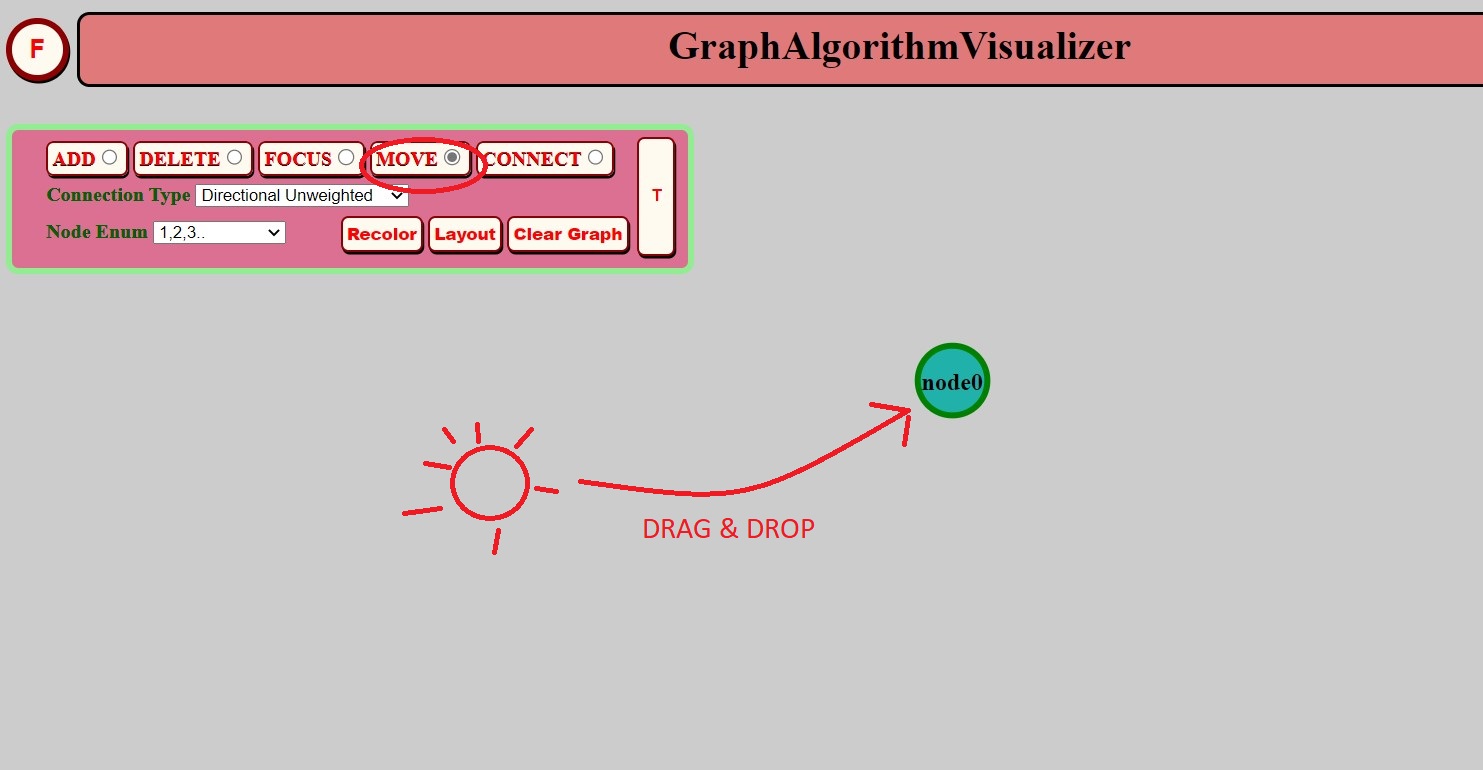 F
GraphAlgorithmVisualizer
ADD DELETE FOCUS MOVE CONNECT
T
Connection Type Directional Unweighted
Node Enum 1,2,3.. Recolor Layout Clear Graph
node0
DRAG & DROP